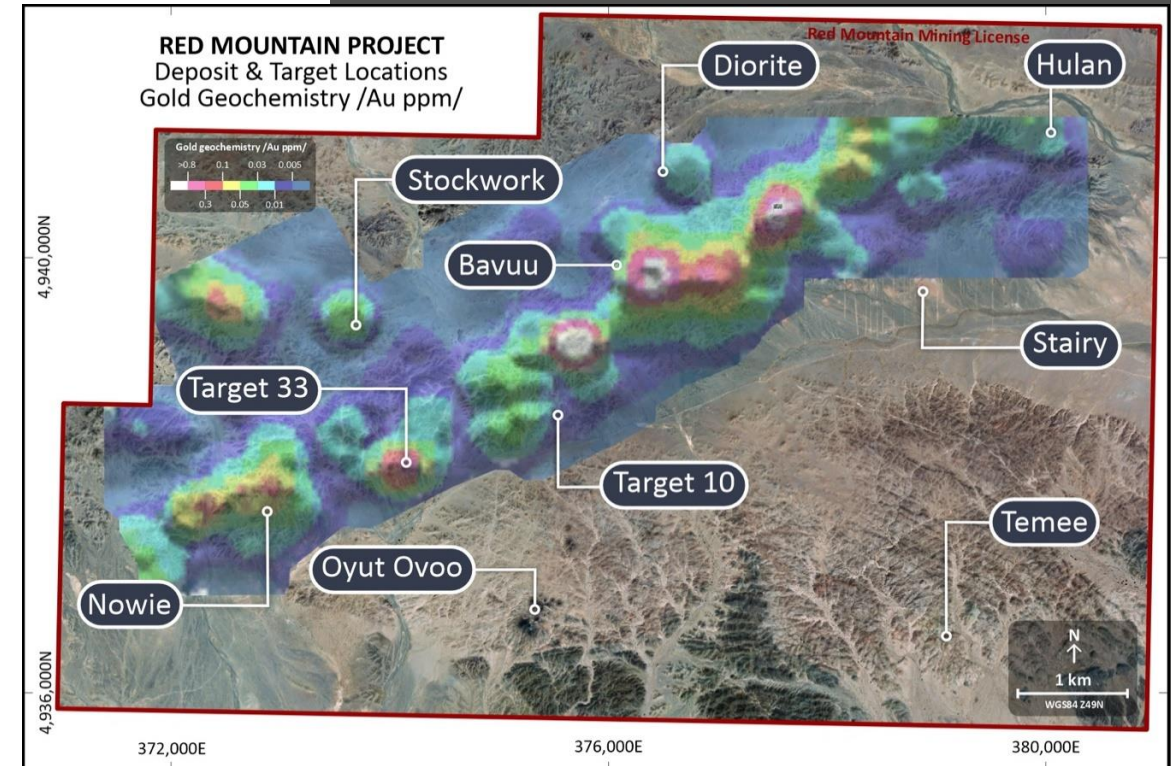 RED MOUNTAIN PROJECT
Deposit & Target Locations
Gold Geochemistry /Au ppm/
Red Mountain Mining License
Diorite
Hulan
Gold geochemistry /Au ppm/
>0.8 0.1 0.03 0.005
0.3 0.05 0.01
Stockwork
Bavuu
4,940,000N
Stairy
Target 33
Target 10
Temee
Oyut Ovoo
Nowie
N
1 km
WGS84 Z49N
4,936,000N
372,000E 376,000E 380,000E